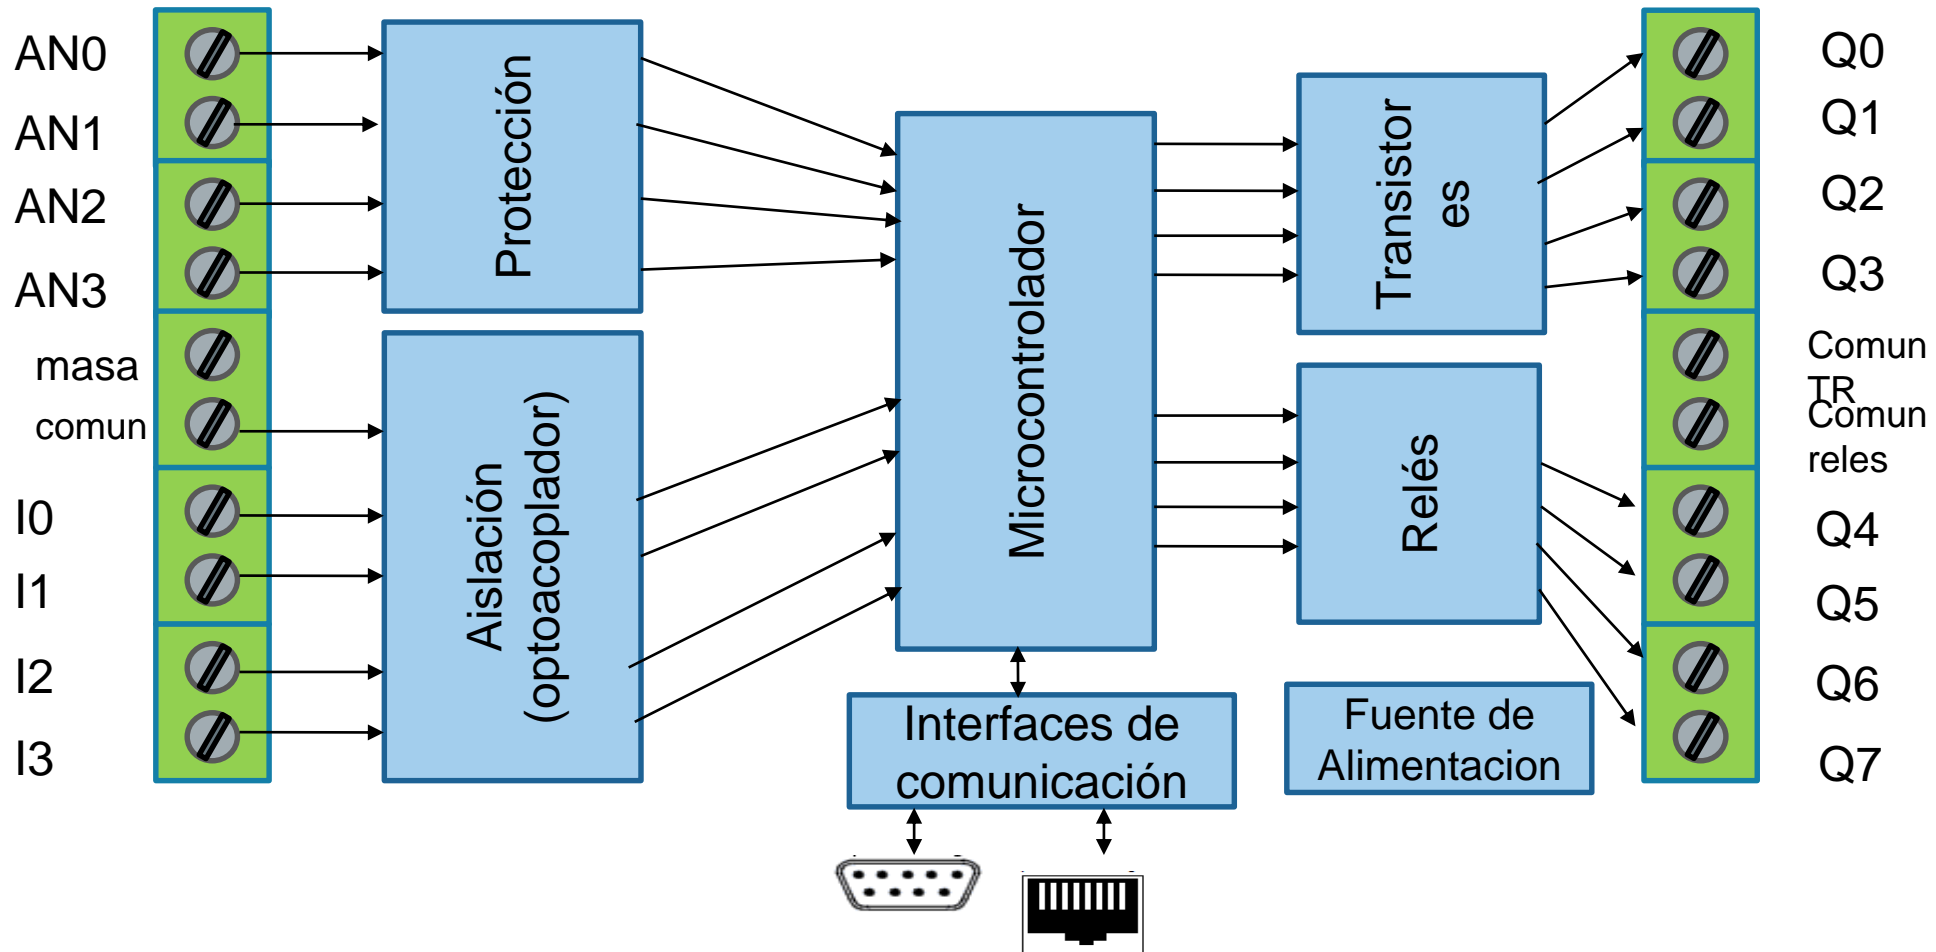 AN0
AN1
AN2
AN3
masa
comun
I0
I1
I2
I3
Protección
Aislación
(optoacoplador)
Microcontrolador
Interfaces de
comunicación
Transistor
es
Relés
Fuente de
Alimentacion
Q0
Q1
Q2
Q3
Comun
TR
Comun
reles
Q4
Q5
Q6
Q7